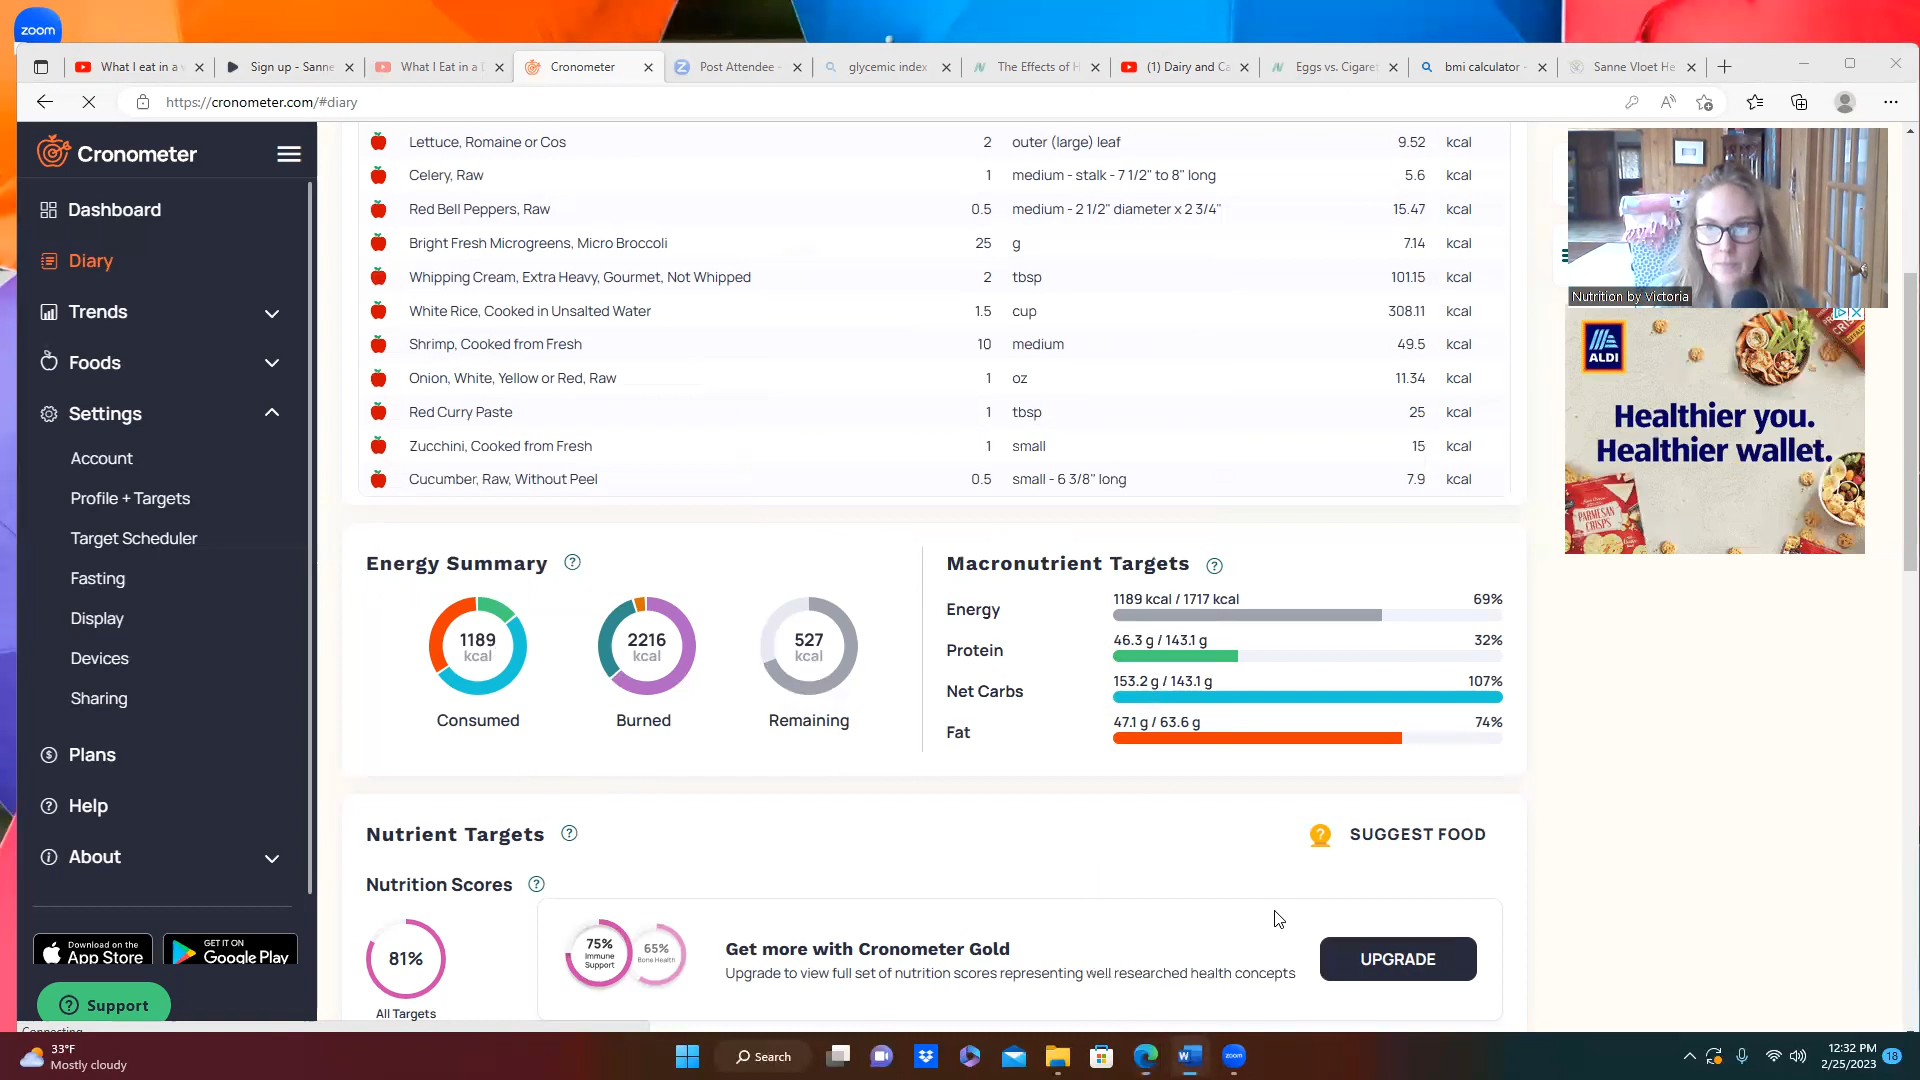 zoom
What I eat in a
Sign up - Sanne
What I Eat in a
Cronometer
Post Attendee -
glycemic index
The Effects of H
(1) Dairy and Ca
Eggs vs. Cigaret
bmi calculator -
Sanne Vloet He
https://cronometer.com/#diary
Cronometer
Dashboard
Diary
Trends
Foods
Settings
Account
Profile + Targets
Target Scheduler
Fasting
Display
Devices
Sharing
Plans
Help
About
Download on the
App Store
GET IT ON
Google Play
Support
Lettuce, Romaine or Cos 2 outer (large) leaf 9.52 kcal
Celery, Raw 1 medium - stalk - 7 1/2" to 8" long 5.6 kcal
Red Bell Peppers, Raw 0.5 medium - 2 1/2" diameter x 2 3/4" 15.47 kcal
Bright Fresh Microgreens, Micro Broccoli 25 g 7.14 kcal
Whipping Cream, Extra Heavy, Gourmet, Not Whipped 2 tbsp 101.15 kcal
White Rice, Cooked in Unsalted Water 1.5 cup 308.11 kcal
Shrimp, Cooked from Fresh 10 medium 49.5 kcal
Onion, White, Yellow or Red, Raw 1 oz 11.34 kcal
Red Curry Paste 1 tbsp 25 kcal
Zucchini, Cooked from Fresh 1 small 15 kcal
Cucumber, Raw, Without Peel 0.5 small - 6 3/8" long 7.9 kcal
Energy Summary ?
1189
kcal
Consumed
2216
kcal
Burned
527
kcal
Remaining
Macronutrient Targets ?
Energy 1189 kcal / 1717 kcal 69%
Protein 46.3 g / 143.1 g 32%
Net Carbs 153.2 g / 143.1 g 107%
Fat 47.1 g / 63.6 g 74%
Nutrient Targets ?
SUGGEST FOOD
Nutrition Scores ?
81%
All Targets
75%
Immune
Support
65%
Bone Health
Get more with Cronometer Gold
Upgrade to view full set of nutrition scores representing well researched health concepts
UPGRADE
Nutrition by Victoria
ALDI
Healthier you.
Healthier wallet.
PARMESAN
CRISPS
33°F
Mostly cloudy
Search
zoom
12:32 PM
2/25/2023
18